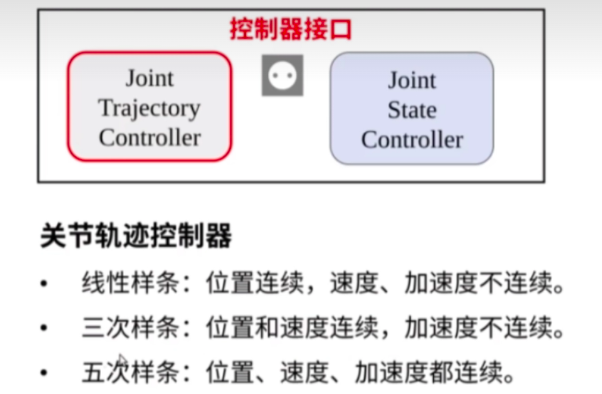 控制器接口
Joint
Trajectory
Controller
Joint
State
Controller
关节轨迹控制器
• 线性样条：位置连续，速度、加速度不连续。
• 三次样条：位置和速度连续，加速度不连续。
• 五次样条：位置、速度、加速度都连续。